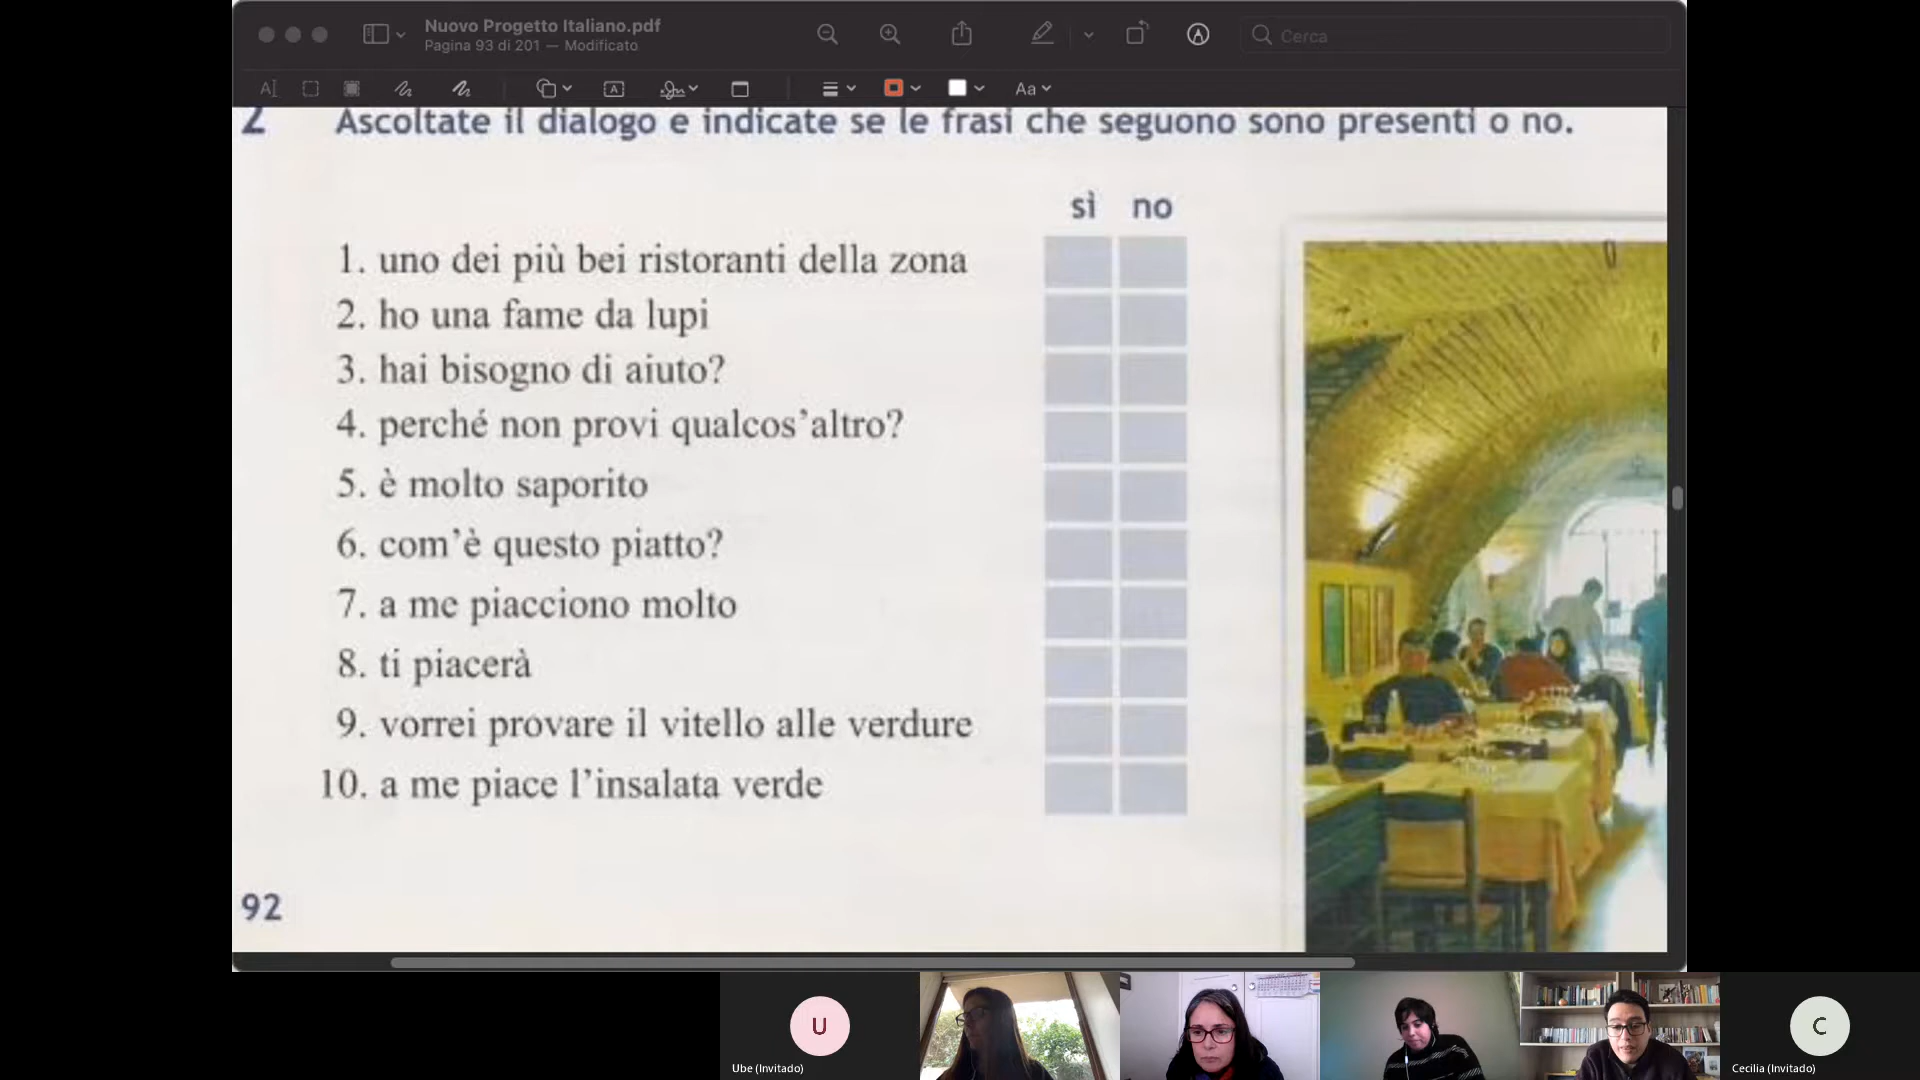 Nuovo Progetto Italiano.pdf
Pagina 93 di 201 — Modificato
Cerca
Aa
2 Ascoltate il dialogo e indicate se le frasi che seguono sono presenti o no.
sì no
1. uno dei più bei ristoranti della zona
2. ho una fame da lupi
3. hai bisogno di aiuto?
4. perché non provi qualcos’altro?
5. è molto saporito
6. com’è questo piatto?
7. a me piacciono molto
8. ti piacerà
9. vorrei provare il vitello alle verdure
10. a me piace l’insalata verde
92
U
Ube (Invitado)
C
Cecilia (Invitado)